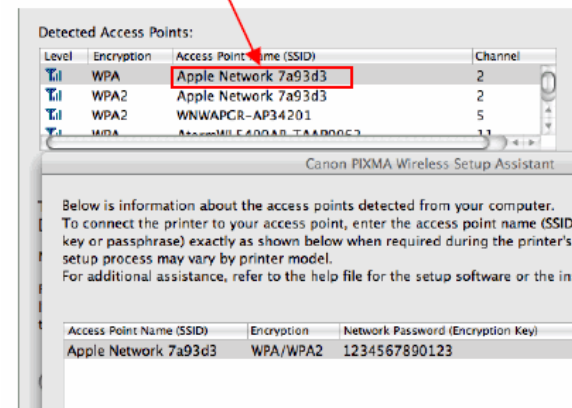 Detected Access Points:
Level Encryption Access Point Name (SSID) Channel
WPA Apple Network 7a93d3 2
WPA2 Apple Network 7a93d3 2
WPA2 WNWAPGR-AP34201 5
WPA 11
Canon PIXMA Wireless Setup Assistant
Below is information about the access points detected from your computer.
To connect the printer to your access point, enter the access point name (SSID
key or passphrase) exactly as shown below when required during the printer's
setup process may vary by printer model.
For additional assistance, refer to the help file for the setup software or the in
Access Point Name (SSID) Encryption Network Password (Encryption Key)
Apple Network 7a93d3 WPA/WPA2 1234567890123